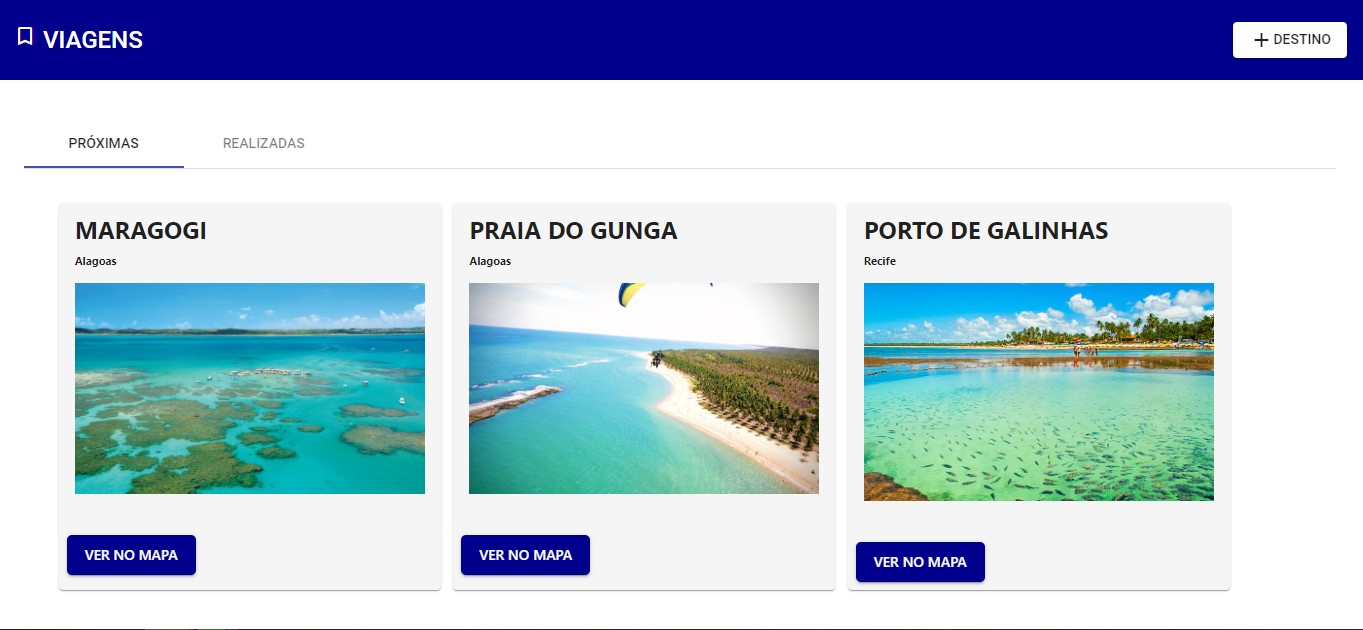 VIAGENS
DESTINO
PRÓXIMAS
REALIZADAS
MARAGOGI
Alagoas
VER NO MAPA
PRAIA DO GUNGA
Alagoas
VER NO MAPA
PORTO DE GALINHAS
Recife
VER NO MAPA